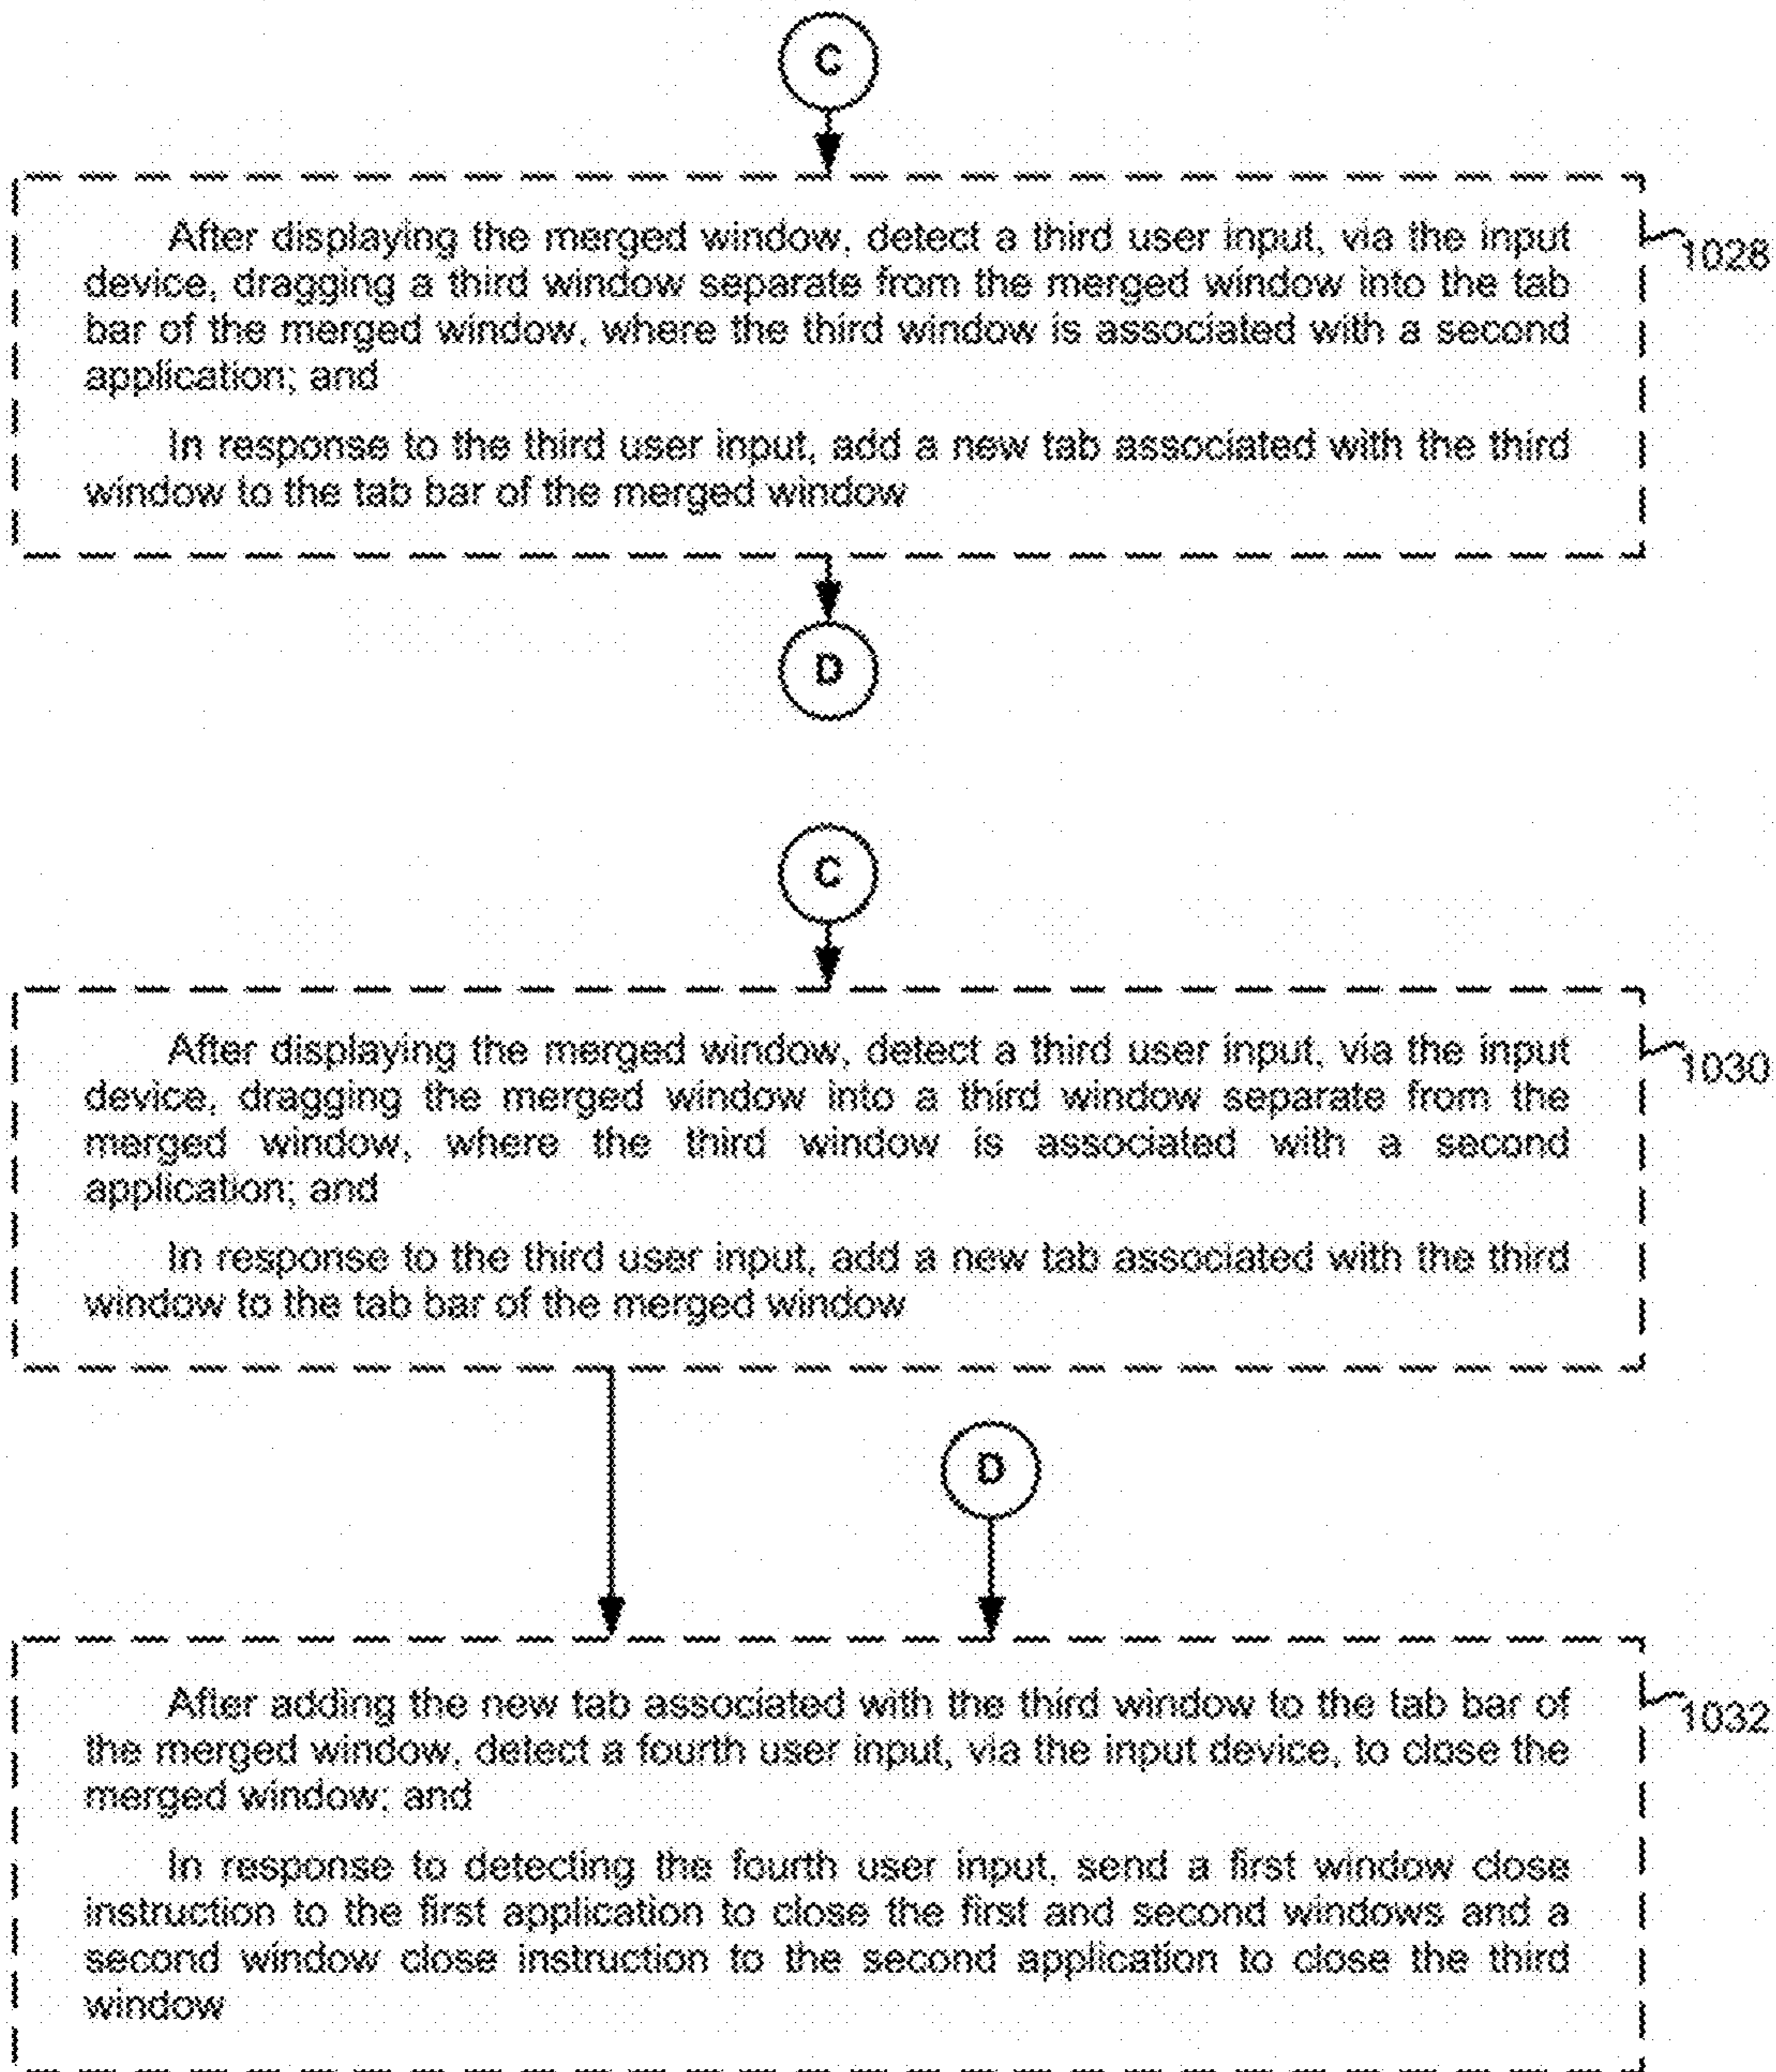 C
After displaying the merged window, detect a third user input, via the input
1028
device, dragging a third window separate from the merged window into the tab
bar of the merged window, where the third window is associated with a second
application; and
In response to the third user input, add a new tab associated with the third
window to the tab bar of the merged window
D
C
After displaying the merged window, detect a third user input, via the input
1030
device, dragging the merged window into a third window separate from the
merged window, where the third window is associated with a second
application; and
In response to the third user input, add a new tab associated with the third
window to the tab bar of the merged window
D
After adding the new tab associated with the third window to the tab bar of
1032
the merged window, detect a fourth user input, via the input device, to close the
merged window; and
In response to detecting the fourth user input, send a first window close
instruction to the first application to close the first and second windows and a
second window close instruction to the second application to close the third
window